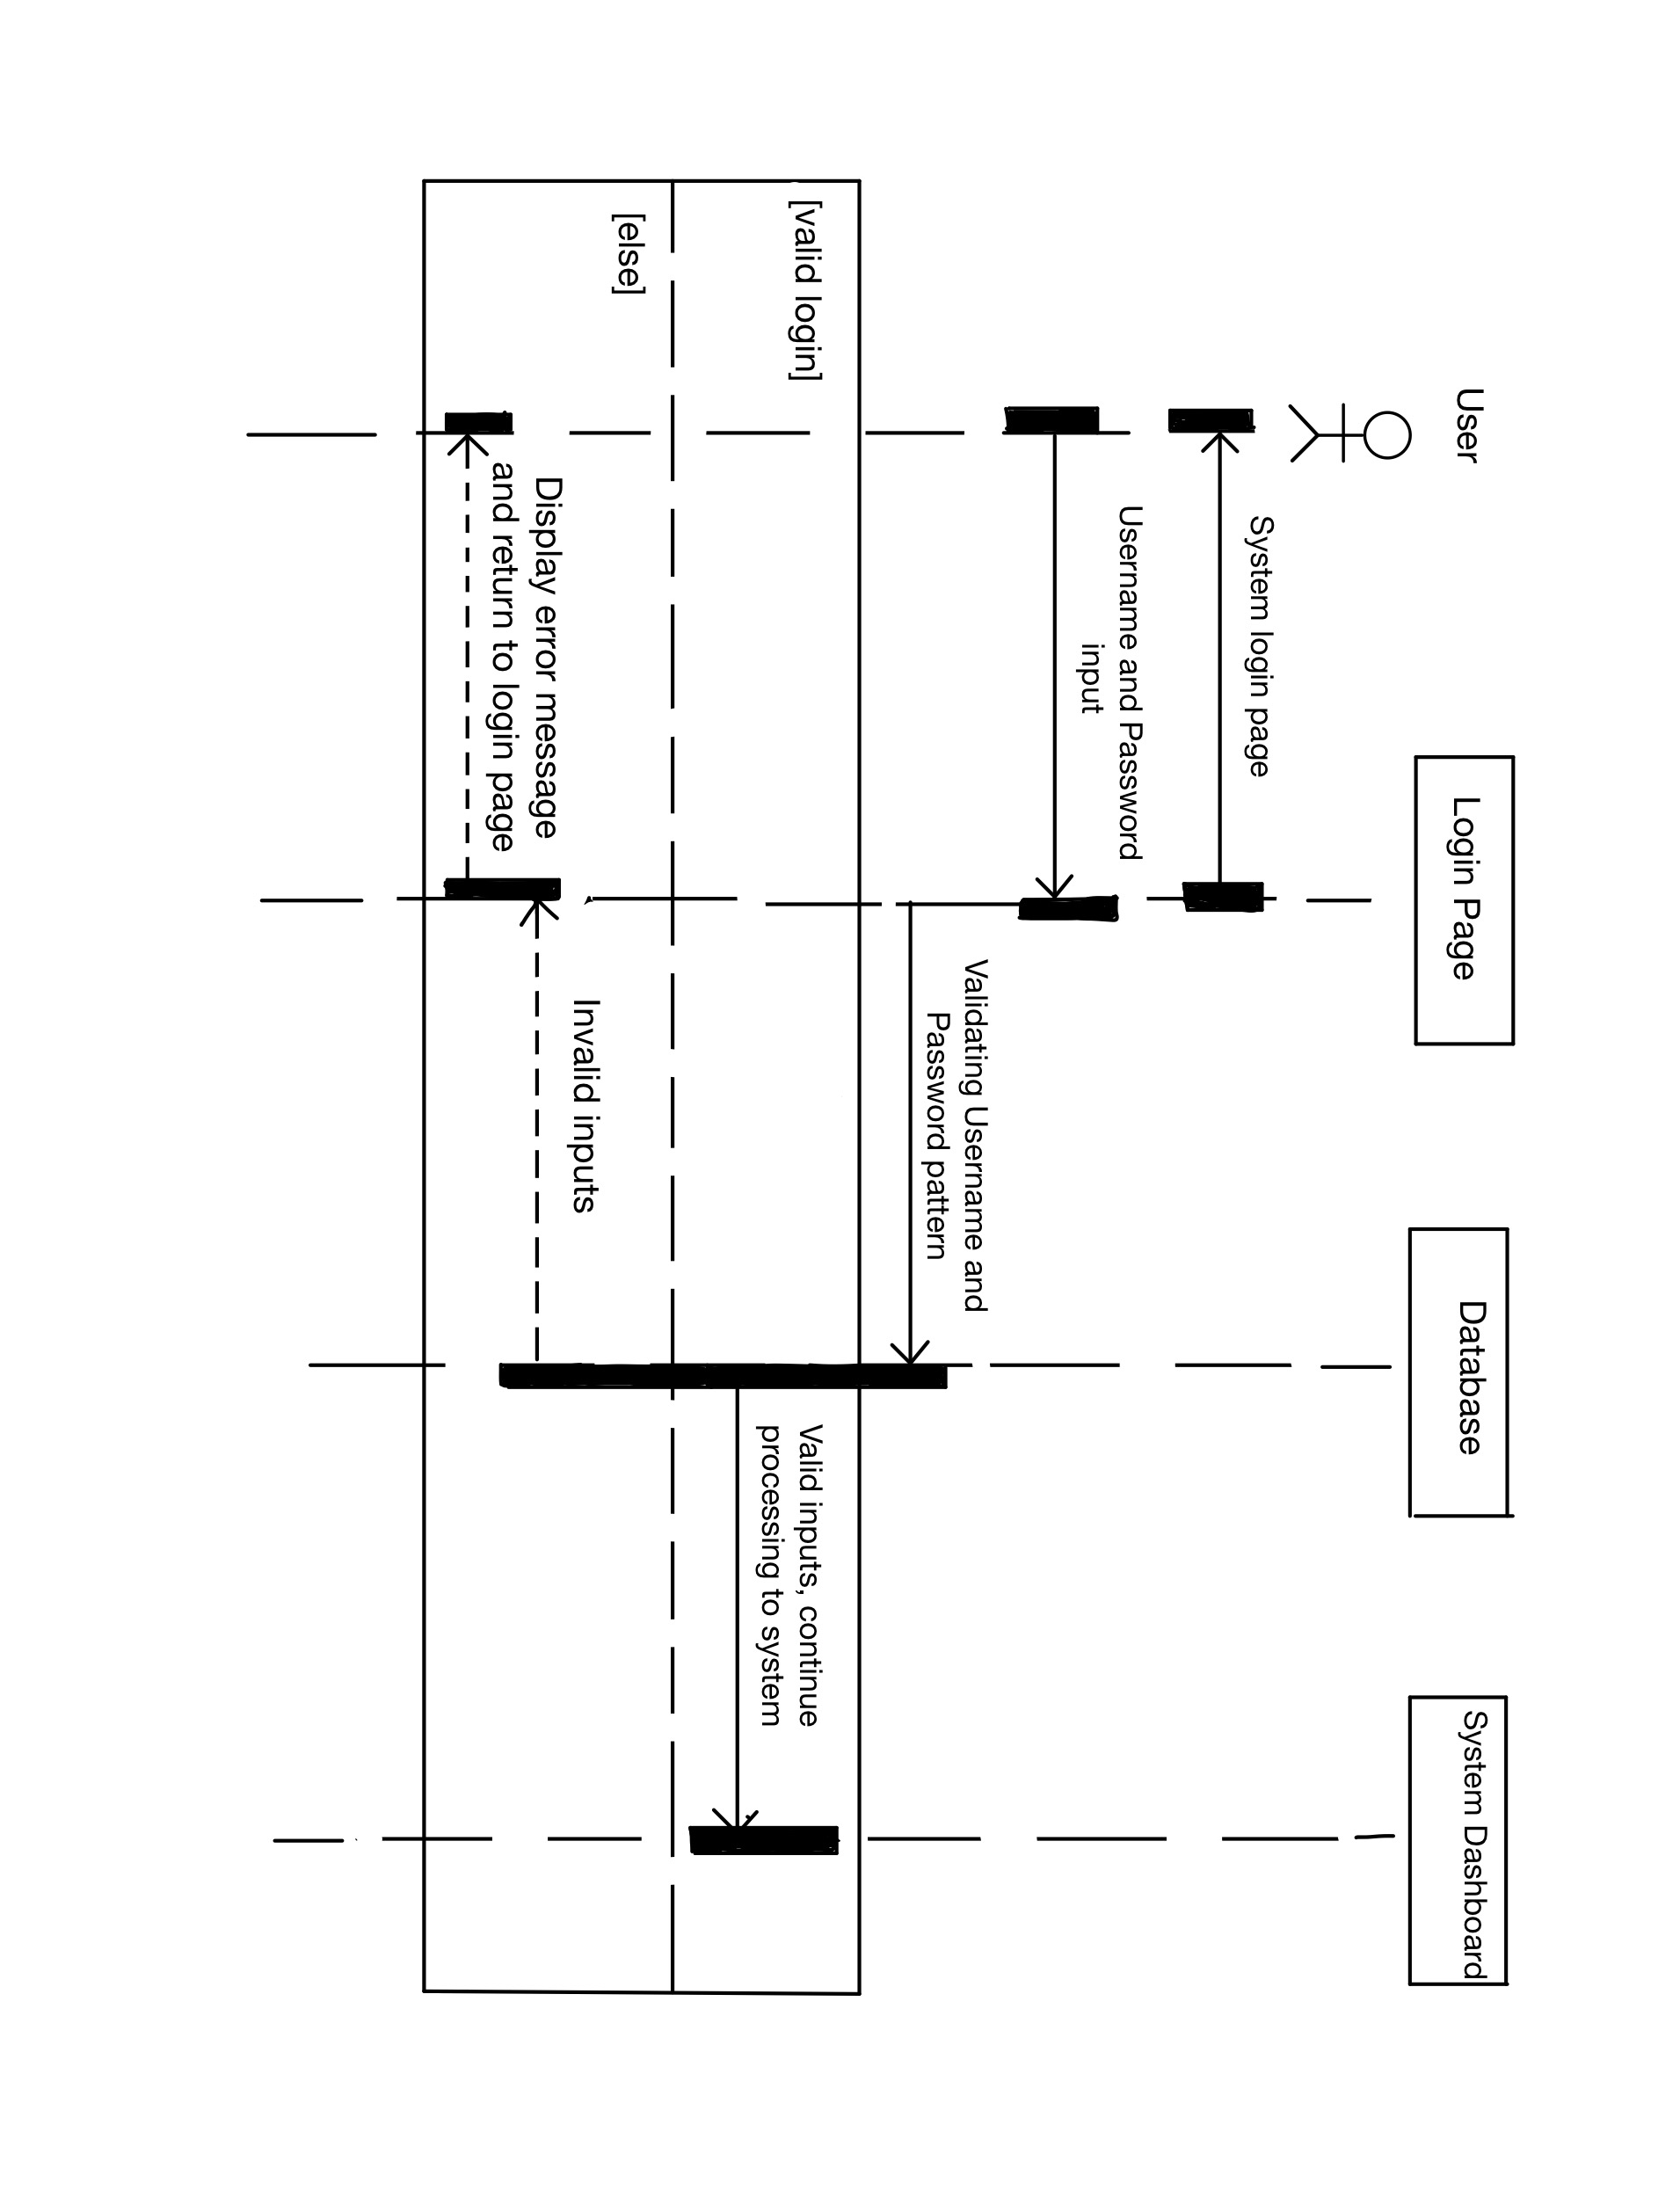 User
Login Page
Database
System Dashboard
System login page
Username and Password
input
Validating Username and
Password pattern
[valid login]
Valid inputs, continue
processing to system
[else]
Invalid inputs
Display error message
and return to login page